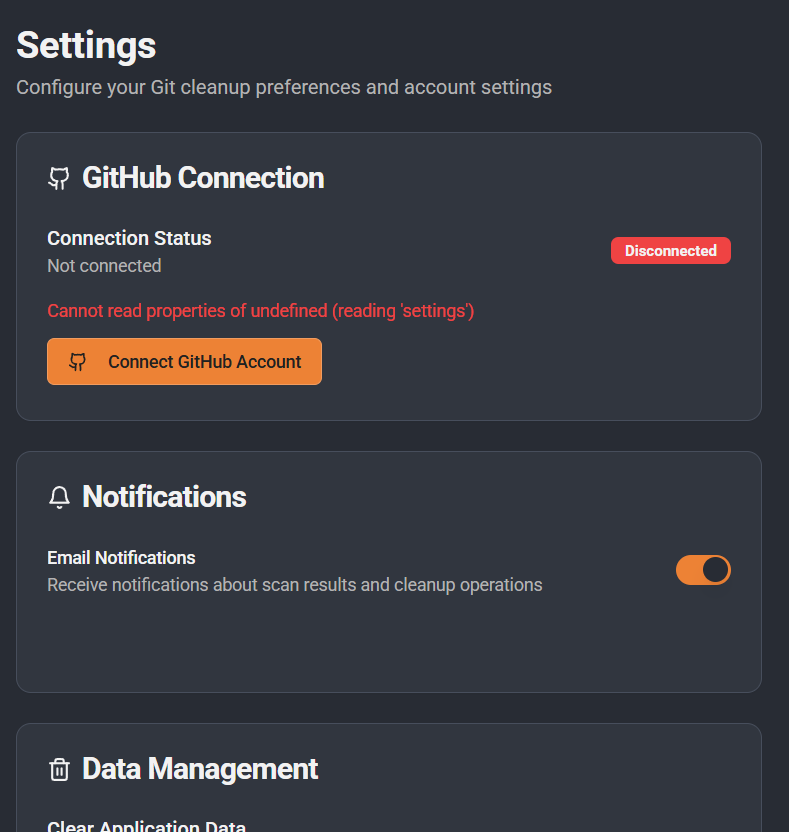 Settings
Configure your Git cleanup preferences and account settings
GitHub Connection
Connection Status
Not connected
Disconnected
Cannot read properties of undefined (reading 'settings')
Connect GitHub Account
Notifications
Email Notifications
Receive notifications about scan results and cleanup operations
Data Management
Clear Application Data